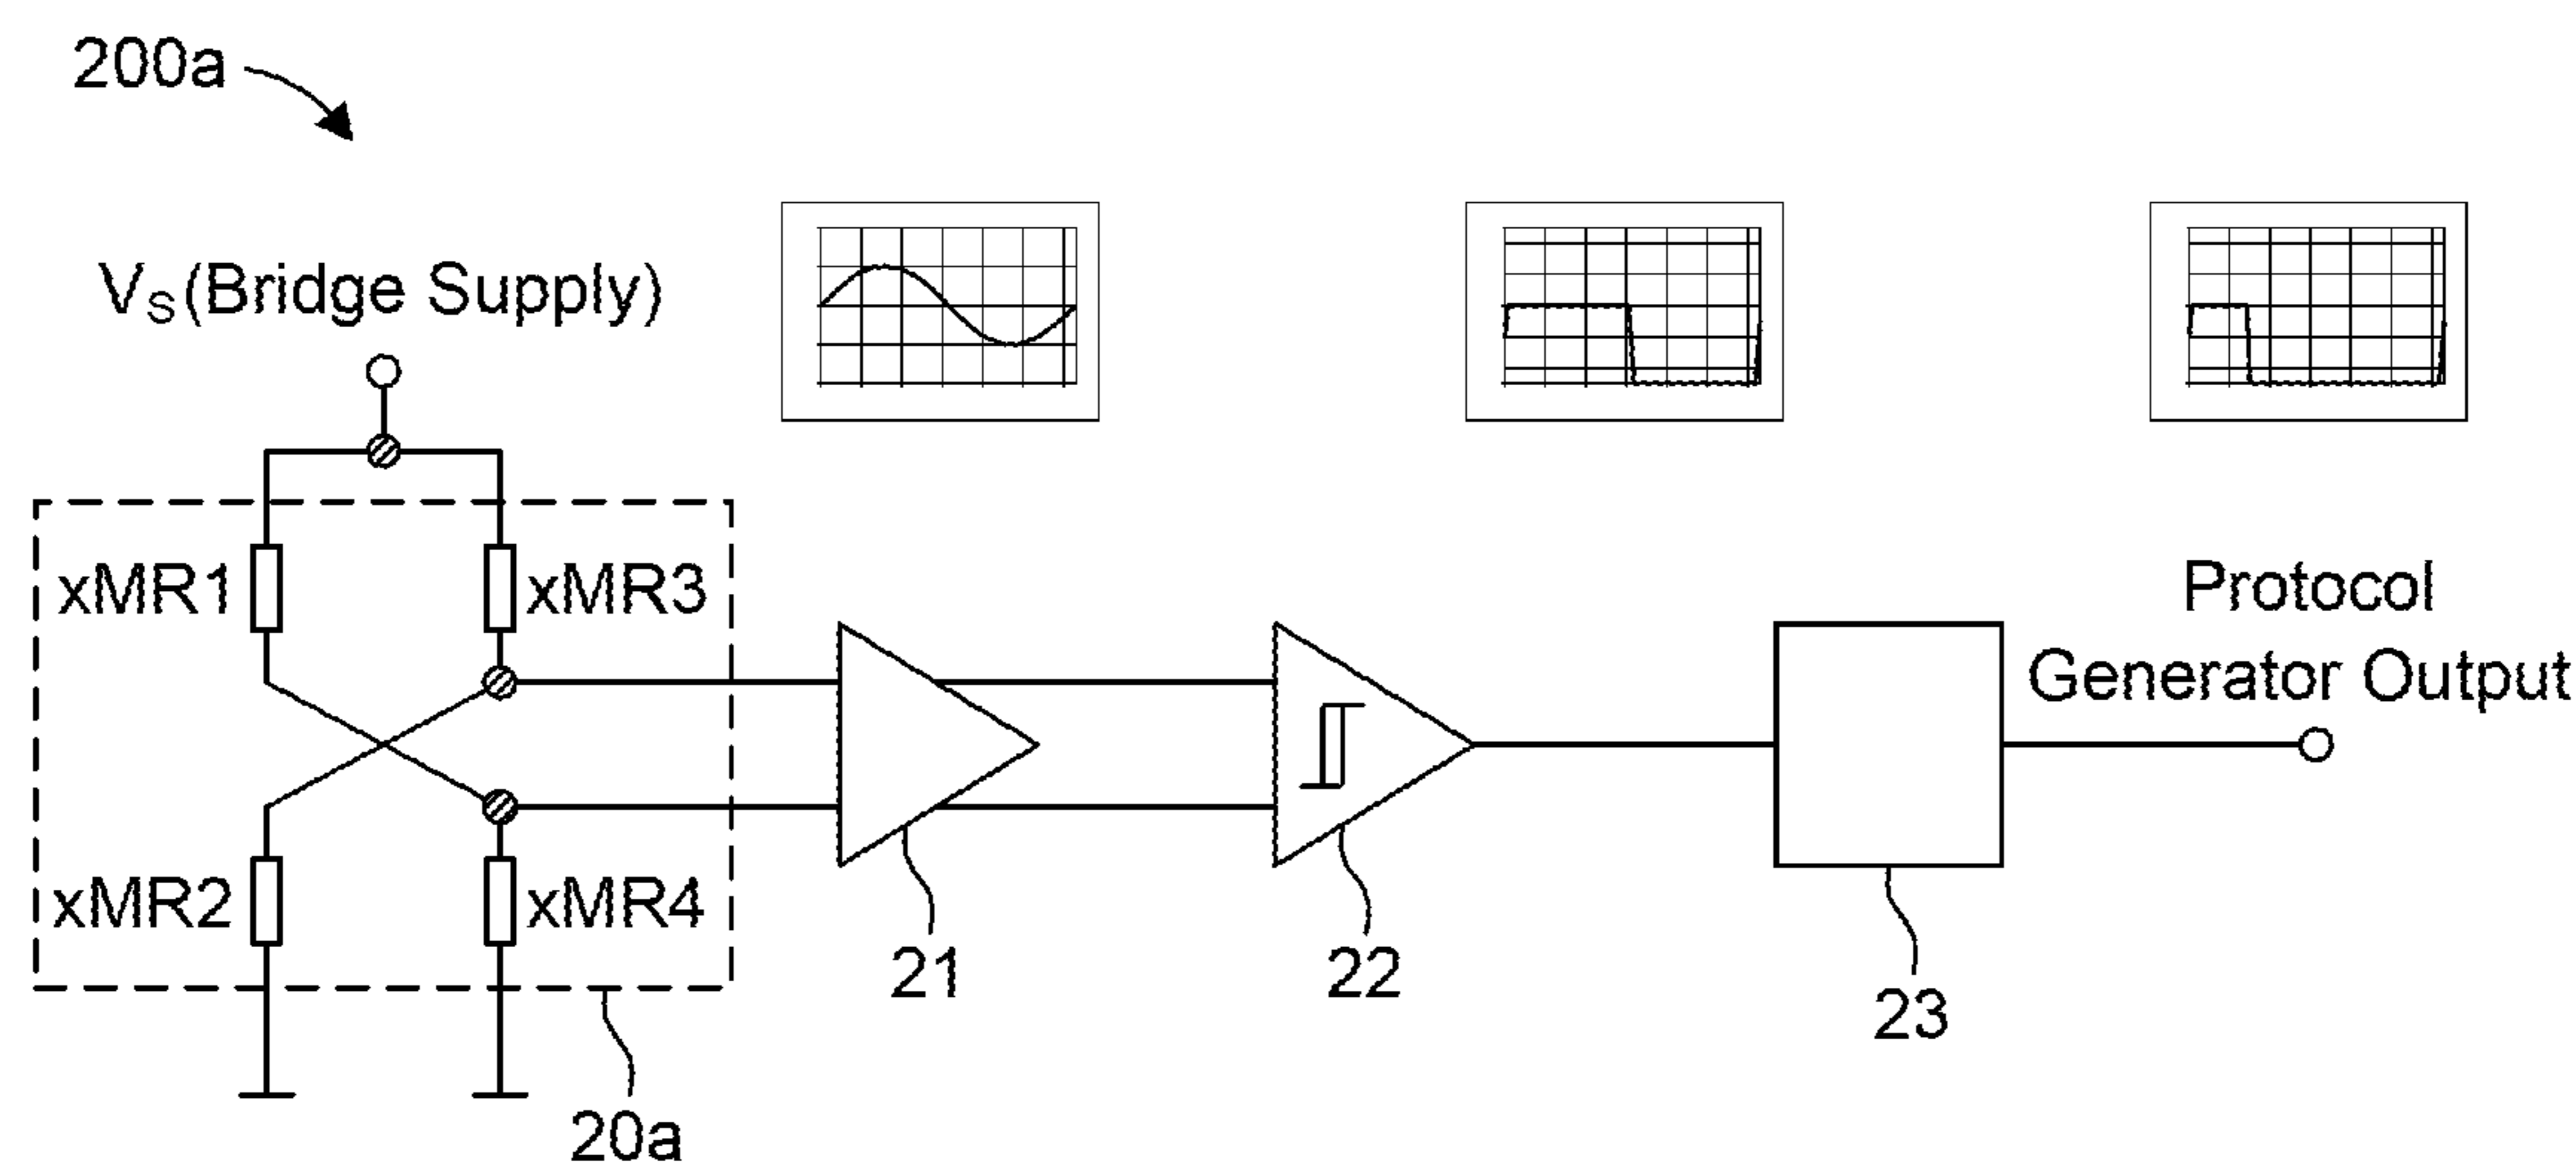 200a
VS(Bridge Supply)
xMR1
xMR3
xMR2
xMR4
20a
21
22
23
Protocol
Generator Output